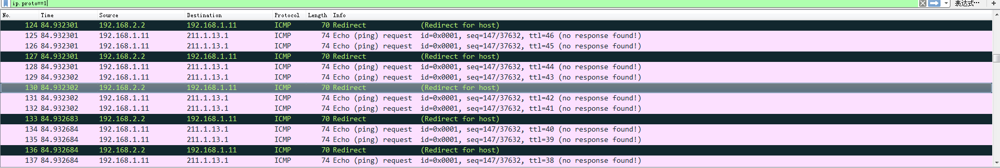 ip.proto==1 表达式… +
No. Time Source Destination Protocol Length Info
124 84.932301 192.168.2.2 192.168.1.11 ICMP 70 Redirect (Redirect for host)
125 84.932301 192.168.1.11 211.1.13.1 ICMP 74 Echo (ping) request id=0x0001, seq=147/37632, ttl=46 (no response found!)
126 84.932301 192.168.1.11 211.1.13.1 ICMP 74 Echo (ping) request id=0x0001, seq=147/37632, ttl=45 (no response found!)
127 84.932301 192.168.2.2 192.168.1.11 ICMP 70 Redirect (Redirect for host)
128 84.932301 192.168.1.11 211.1.13.1 ICMP 74 Echo (ping) request id=0x0001, seq=147/37632, ttl=44 (no response found!)
129 84.932302 192.168.1.11 211.1.13.1 ICMP 74 Echo (ping) request id=0x0001, seq=147/37632, ttl=43 (no response found!)
130 84.932302 192.168.2.2 192.168.1.11 ICMP 70 Redirect (Redirect for host)
131 84.932302 192.168.1.11 211.1.13.1 ICMP 74 Echo (ping) request id=0x0001, seq=147/37632, ttl=42 (no response found!)
132 84.932302 192.168.1.11 211.1.13.1 ICMP 74 Echo (ping) request id=0x0001, seq=147/37632, ttl=41 (no response found!)
133 84.932683 192.168.2.2 192.168.1.11 ICMP 70 Redirect (Redirect for host)
134 84.932684 192.168.1.11 211.1.13.1 ICMP 74 Echo (ping) request id=0x0001, seq=147/37632, ttl=40 (no response found!)
135 84.932684 192.168.1.11 211.1.13.1 ICMP 74 Echo (ping) request id=0x0001, seq=147/37632, ttl=39 (no response found!)
136 84.932684 192.168.2.2 192.168.1.11 ICMP 70 Redirect (Redirect for host)
137 84.932684 192.168.1.11 211.1.13.1 ICMP 74 Echo (ping) request id=0x0001, seq=147/37632, ttl=38 (no response found!)